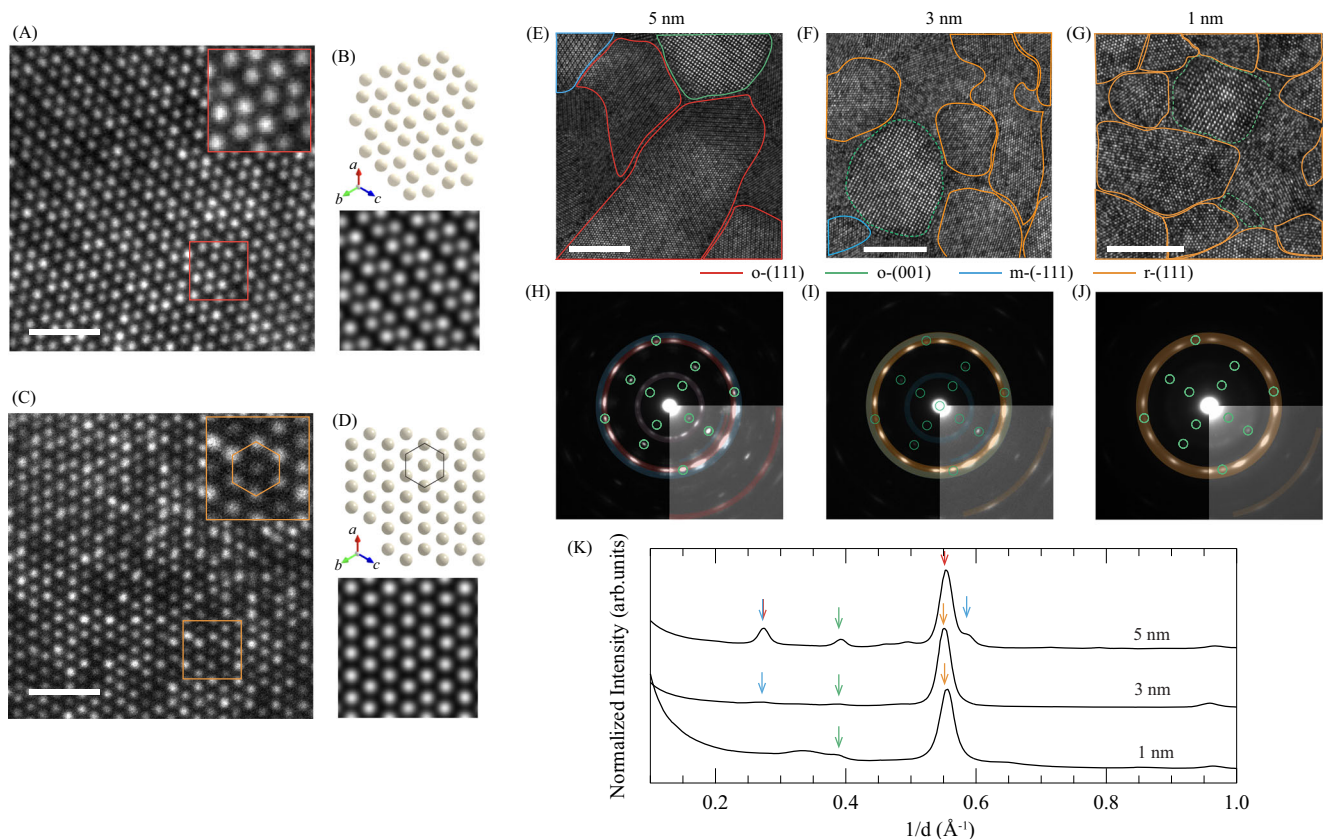 (A)
(B)
a
b
c
(C)
(D)
a
b
c
5 nm
3 nm
1 nm
(E)
(F)
(G)
o-(111)
o-(001)
m-(-111)
r-(111)
(H)
(I)
(J)
(K)
Normalized Intensity (arb.units)
5 nm
3 nm
1 nm
0.2
0.4
0.6
0.8
1.0
1/d (Å⁻¹)